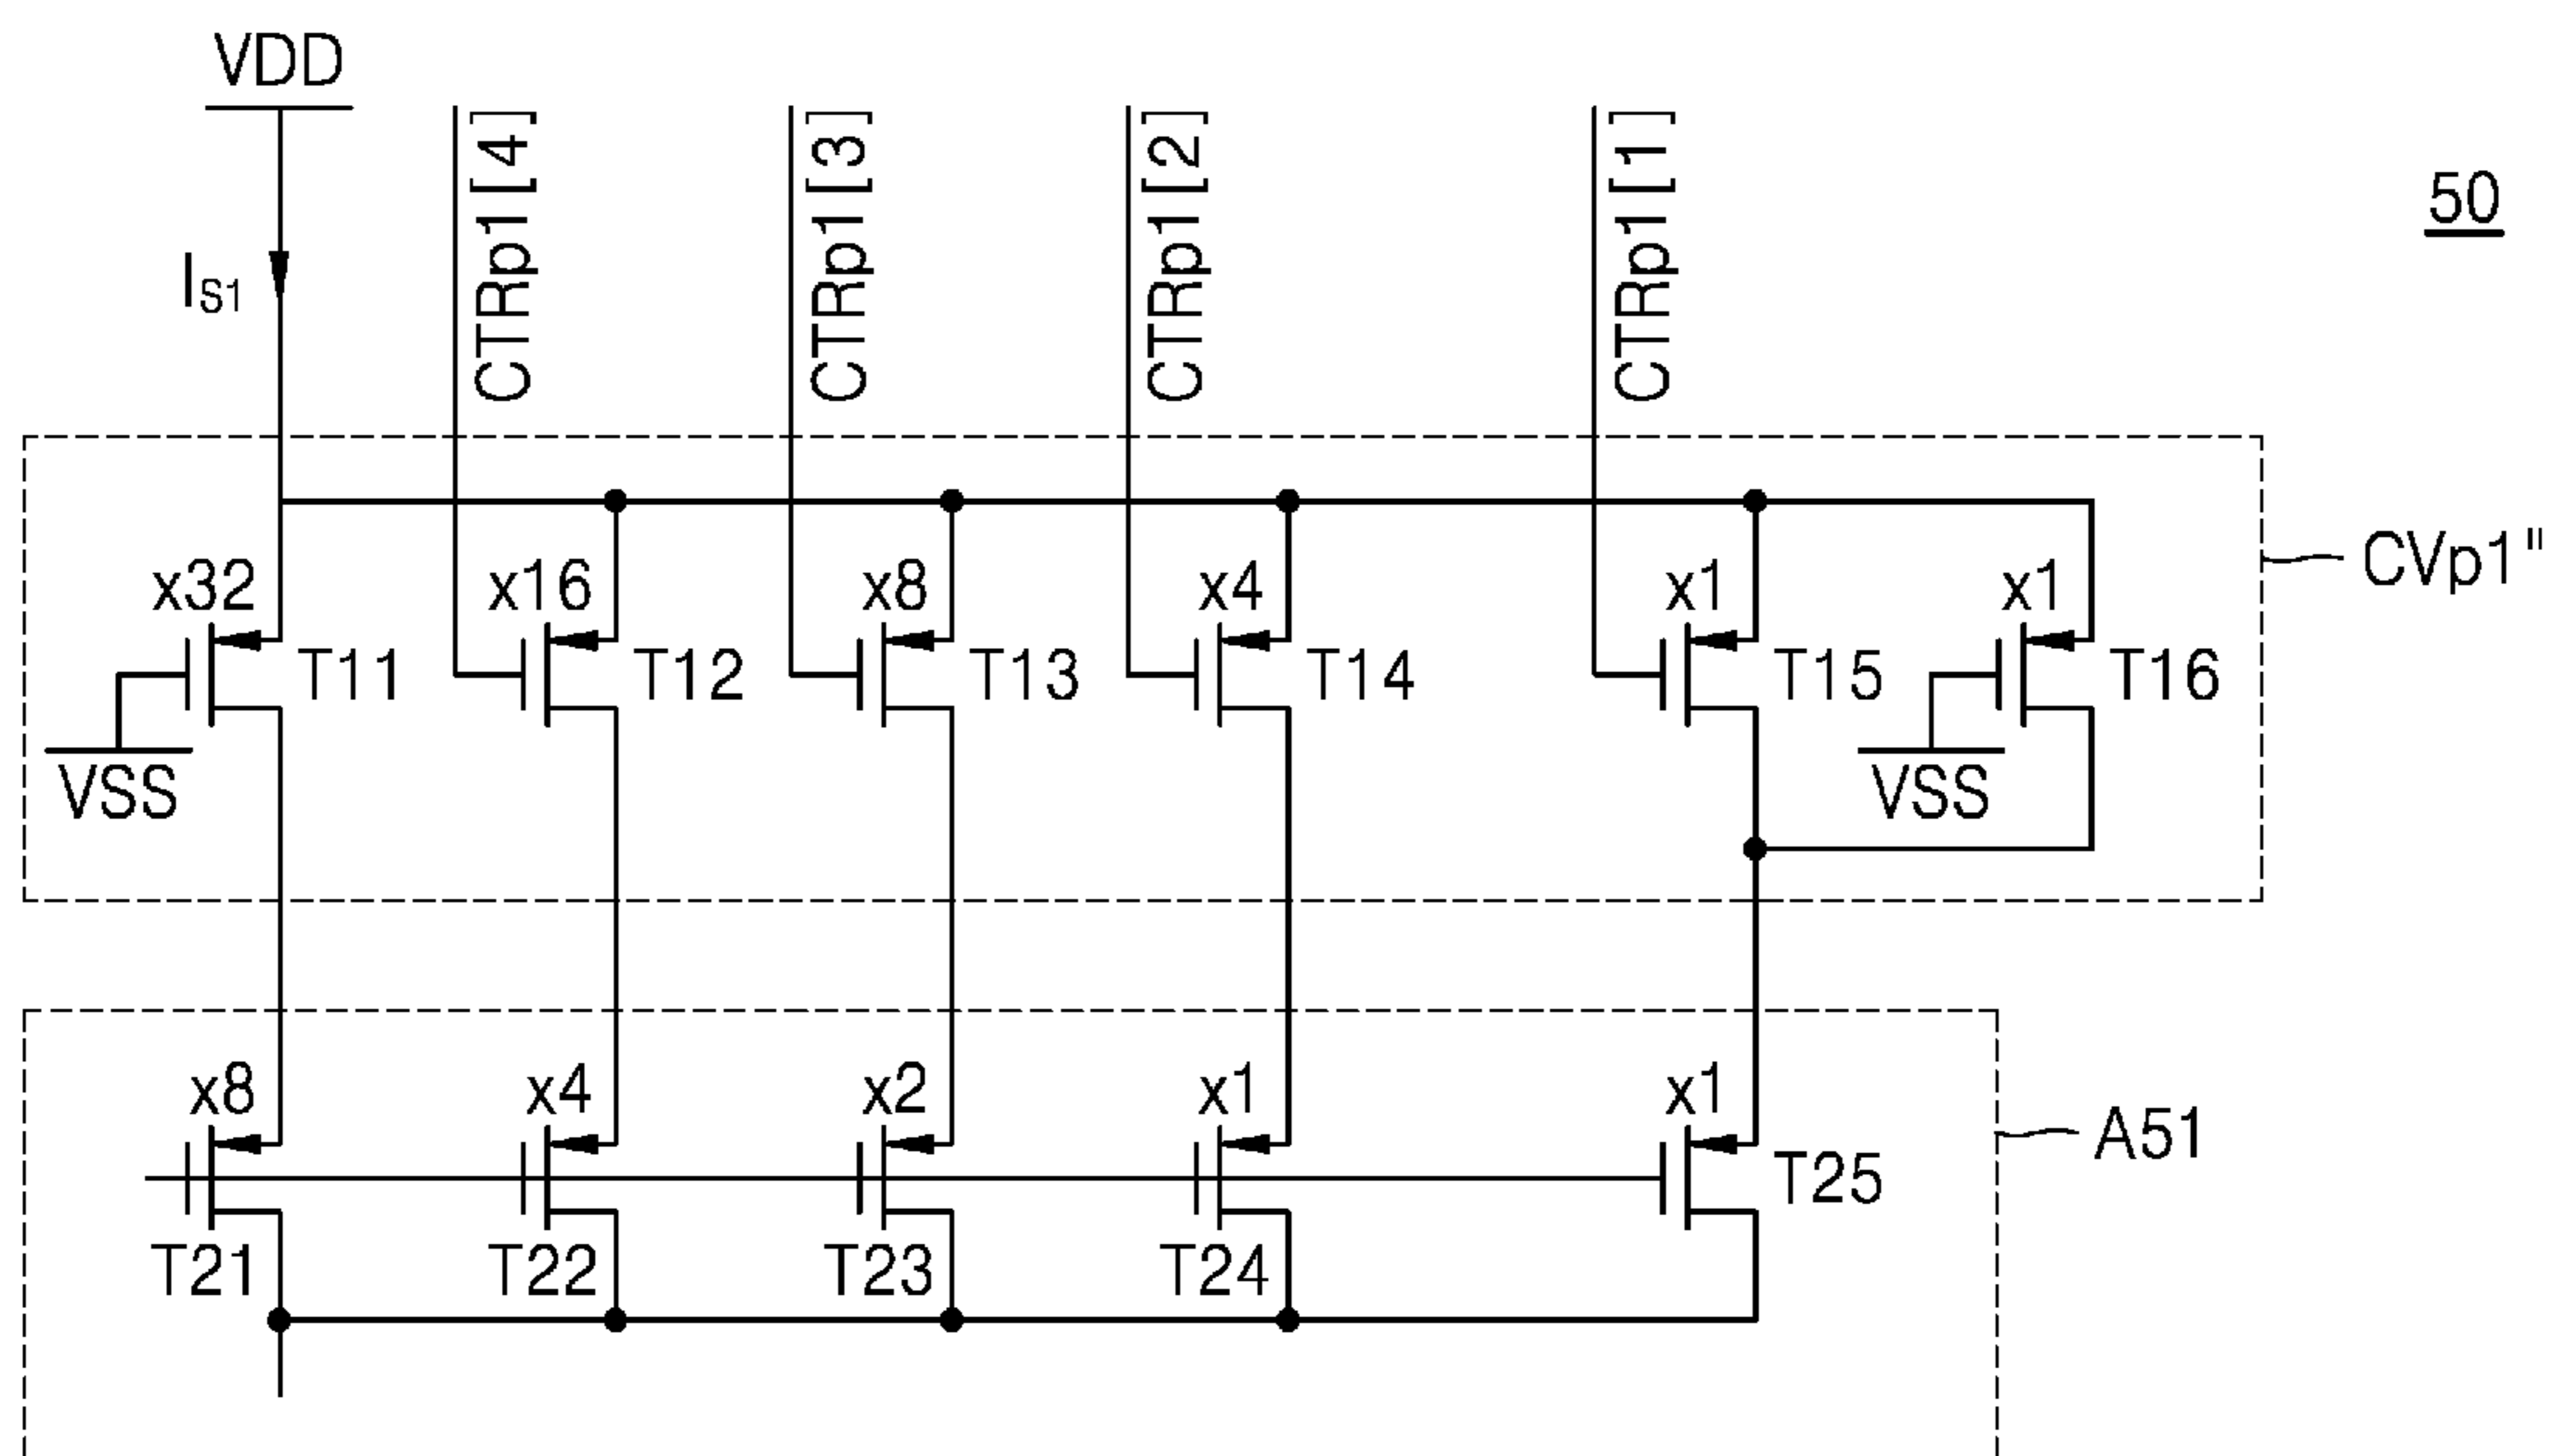 VDD
CTRp1[4]
CTRp1[3]
CTRp1[2]
CTRp1[1]
50
IS1
x32
x16
x8
x4
x1
x1
CVp1"
T11
T12
T13
T14
T15
T16
VSS
VSS
x8
x4
x2
x1
x1
A51
T25
T21
T22
T23
T24